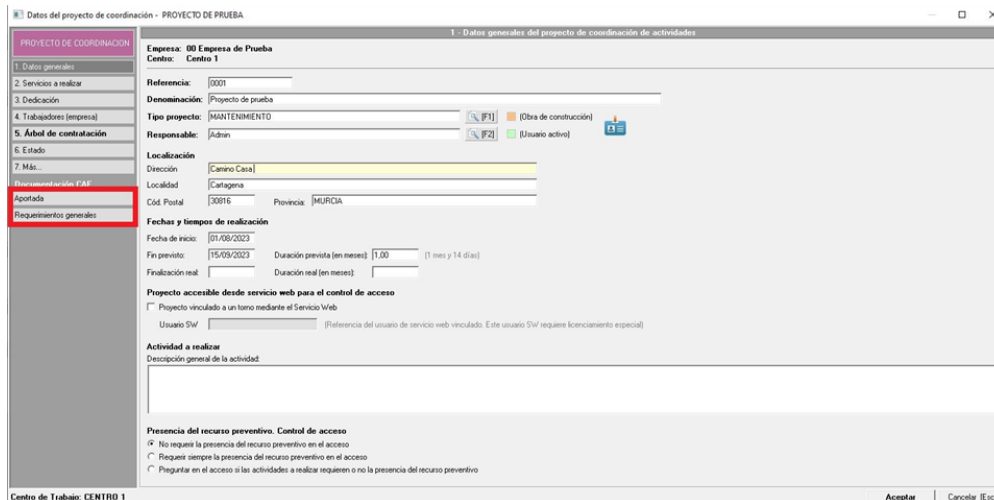 Datos del proyecto de coordinación - PROYECTO DE PRUEBA
PROYECTO DE COORDINACION
1. Datos generales
2. Servicios a realizar
3. Dedicación
4. Trabajadores (empresa)
5. Árbol de contratación
6. Estado
7. Más...
Documentación CAE
Aportada
Requerimientos generales
1 - Datos generales del proyecto de coordinación de actividades
Empresa: 00 Empresa de Prueba
Centro: Centro 1
Referencia: 0001
Denominación: Proyecto de prueba
Tipo proyecto: MANTENIMIENTO [F1] (Obra de construcción)
Responsable: Admin [F2] (Usuario activo)
Localización
Dirección Camino Casa
Localidad Cartagena
Cód. Postal 30816 Provincia: MURCIA
Fechas y tiempos de realización
Fecha de inicio: 01/08/2023
Fin previsto: 15/09/2023 Duración prevista (en meses): 1,00 (1 mes y 14 días)
Finalización real: Duración real (en meses):
Proyecto accesible desde servicio web para el control de acceso
Proyecto vinculado a un torno mediante el Servicio Web
Usuario SW (Referencia del usuario de servicio web vinculado. Este usuario SW requiere licenciamiento especial)
Actividad a realizar
Descripción general de la actividad:
Presencia del recurso preventivo. Control de acceso
No requerir la presencia del recurso preventivo en el acceso
Requerir siempre la presencia del recurso preventivo en el acceso
Preguntar en el acceso si las actividades a realizar requieren o no la presencia del recurso preventivo
Centro de Trabajo: CENTRO 1
Aceptar
Cancelar (Esc